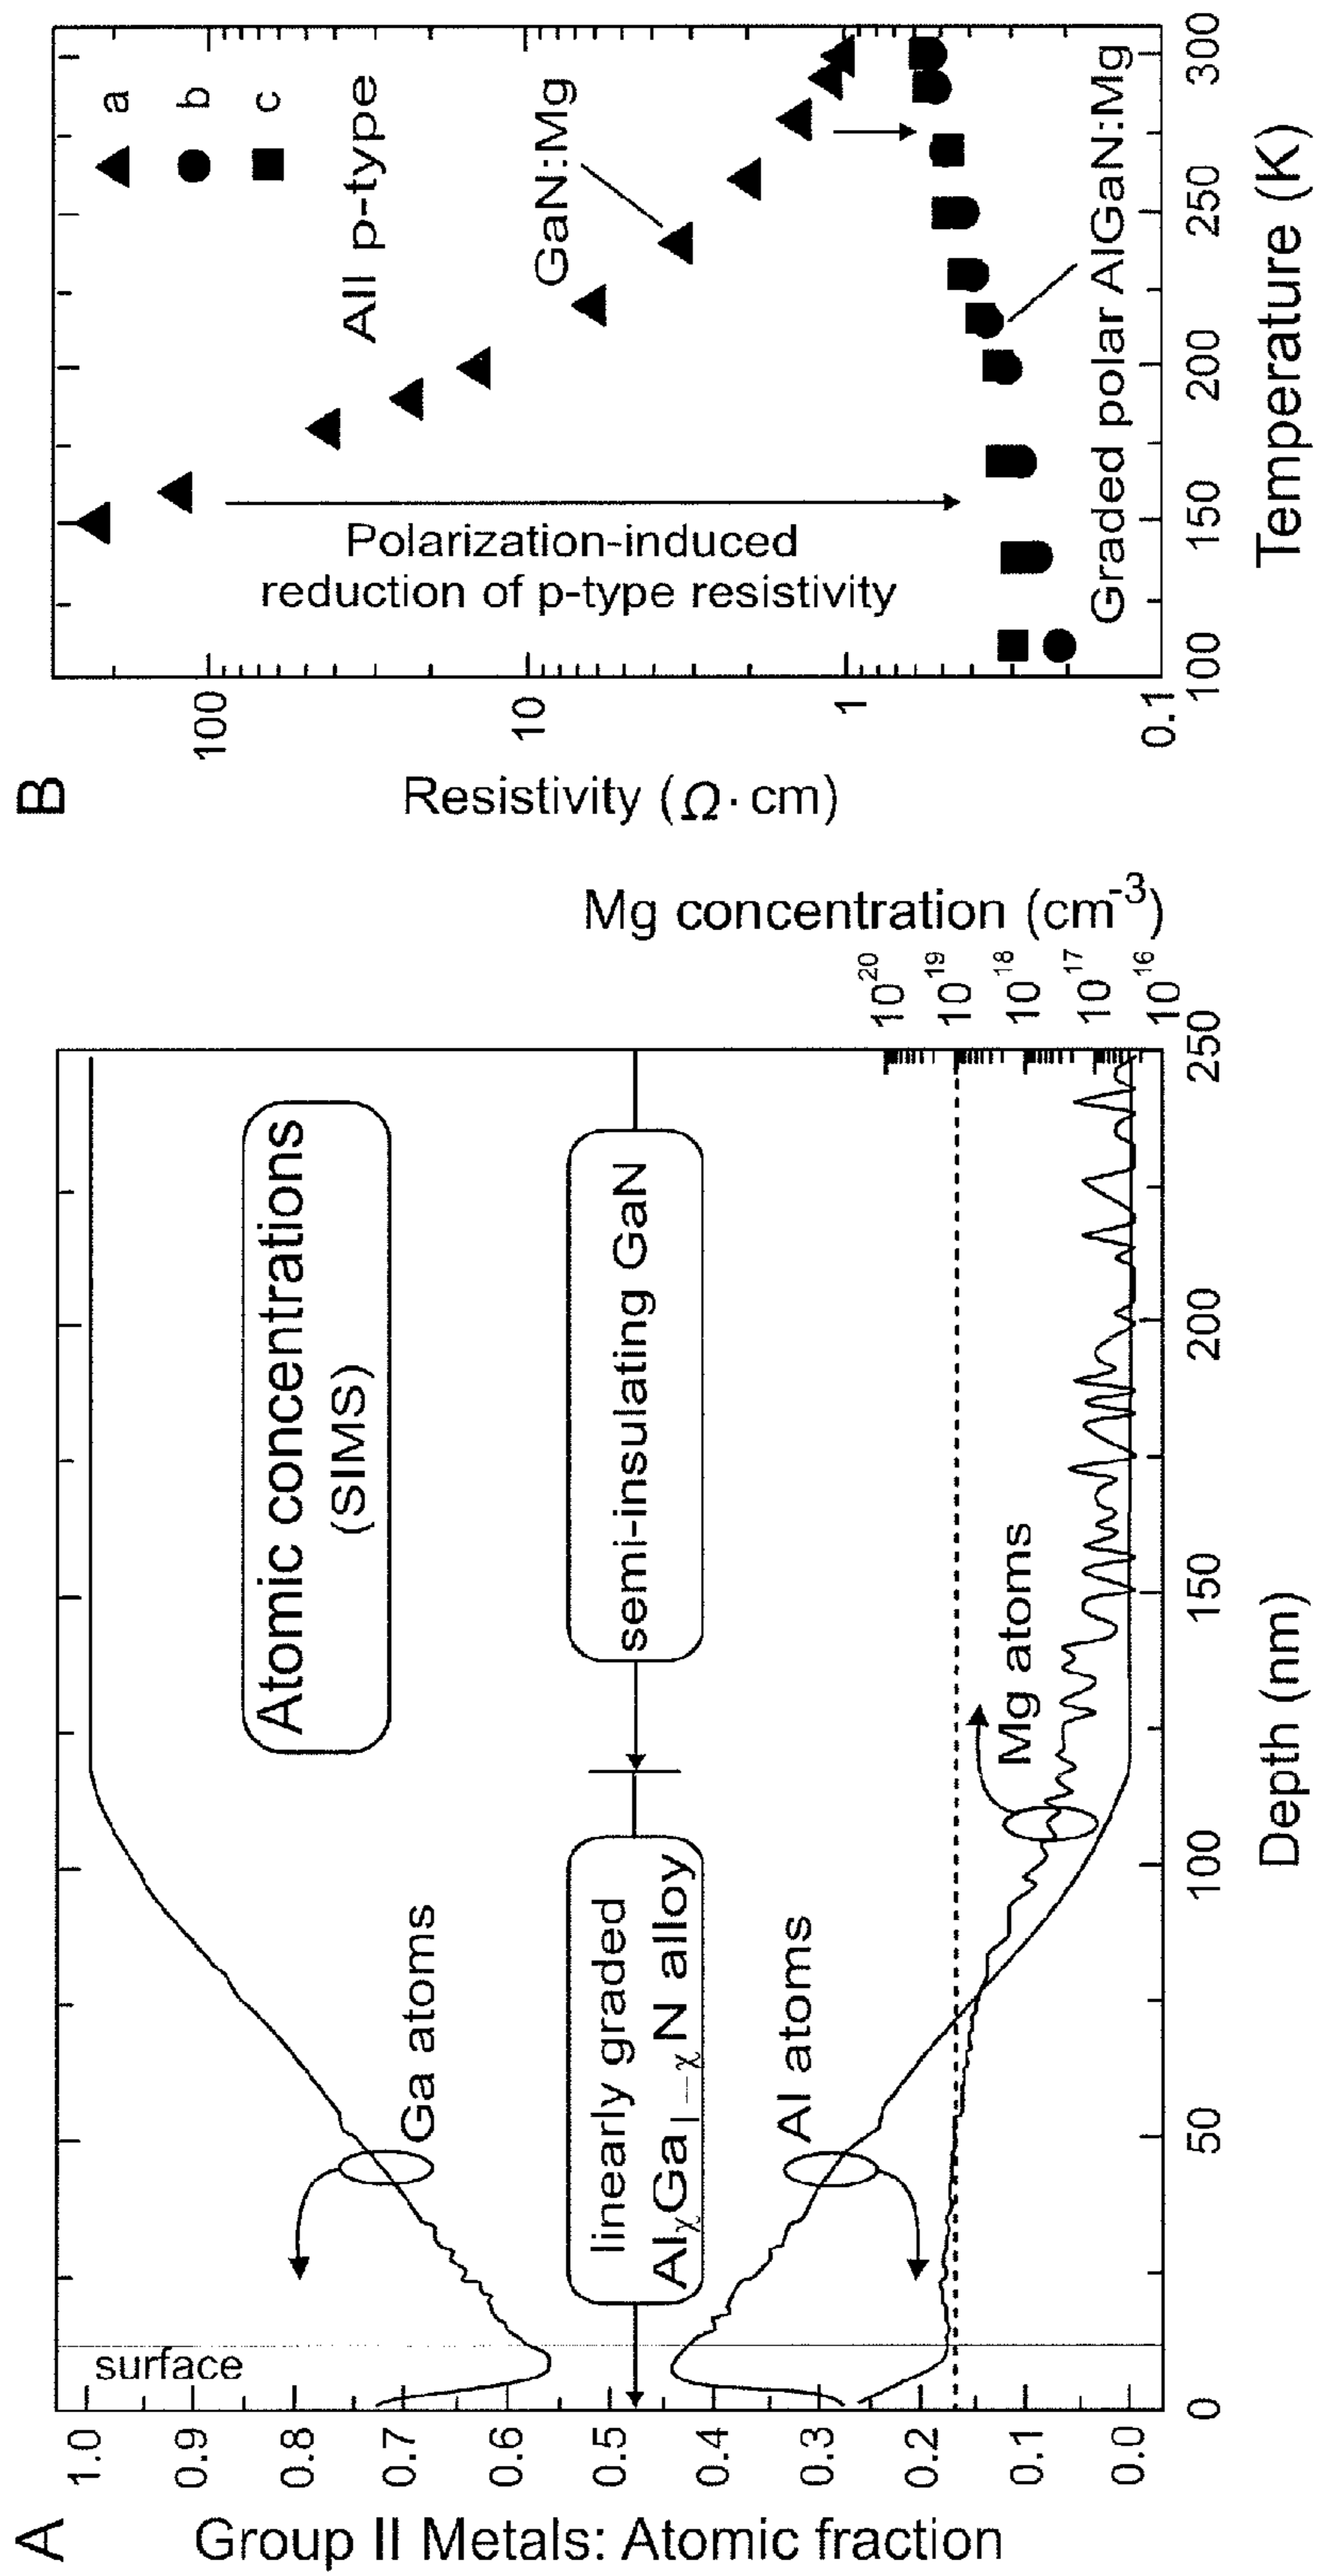 A
Group II Metals: Atomic fraction
1.0
0.9
0.8
0.7
0.6
0.5
0.4
0.3
0.2
0.1
0.0
surface
Ga atoms
Atomic concentrations
(SIMS)
linearly graded
AlχGa1−χN alloy
semi-insulating GaN
Al atoms
Mg atoms
0
50
100
150
200
250
Depth (nm)
10^20
10^19
10^18
10^17
10^16
Mg concentration (cm-3)
B
Resistivity (Ω·cm)
100
10
1
0.1
a
b
c
All p-type
GaN:Mg
Polarization-induced
reduction of p-type resistivity
Graded polar AlGaN:Mg
100
150
200
250
300
Temperature (K)